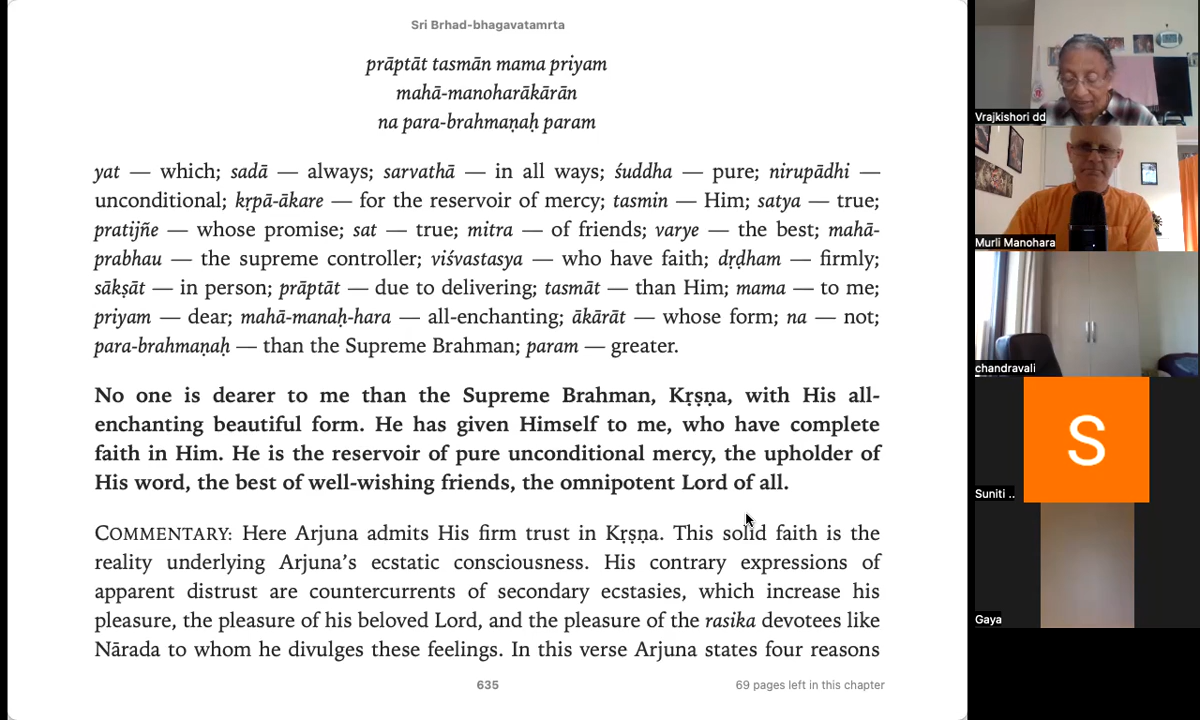 Sri Brhad-bhagavatamrta
prāptāt tasmān mama priyam
mahā-manoharākārān
na para-brahmaṇaḥ param
yat — which; sadā — always; sarvathā — in all ways; śuddha — pure; nirupādhi —
unconditional; kṛpā-ākare — for the reservoir of mercy; tasmin — Him; satya — true;
pratijñe — whose promise; sat — true; mitra — of friends; varye — the best; mahā-
prabhau — the supreme controller; viśvastasya — who have faith; dṛḍham — firmly;
sākṣāt — in person; prāptāt — due to delivering; tasmāt — than Him; mama — to me;
priyam — dear; mahā-manaḥ-hara — all-enchanting; ākārāt — whose form; na — not;
para-brahmaṇaḥ — than the Supreme Brahman; param — greater.
No one is dearer to me than the Supreme Brahman, Kṛṣṇa, with His all-
enchanting beautiful form. He has given Himself to me, who have complete
faith in Him. He is the reservoir of pure unconditional mercy, the upholder of
His word, the best of well-wishing friends, the omnipotent Lord of all.
COMMENTARY: Here Arjuna admits His firm trust in Kṛṣṇa. This solid faith is the
reality underlying Arjuna’s ecstatic consciousness. His contrary expressions of
apparent distrust are countercurrents of secondary ecstasies, which increase his
pleasure, the pleasure of his beloved Lord, and the pleasure of the rasika devotees like
Nārada to whom he divulges these feelings. In this verse Arjuna states four reasons
635
69 pages left in this chapter
Vrajkishori dd
Murli Manohara
chandravali
S
Suniti ..
Gaya